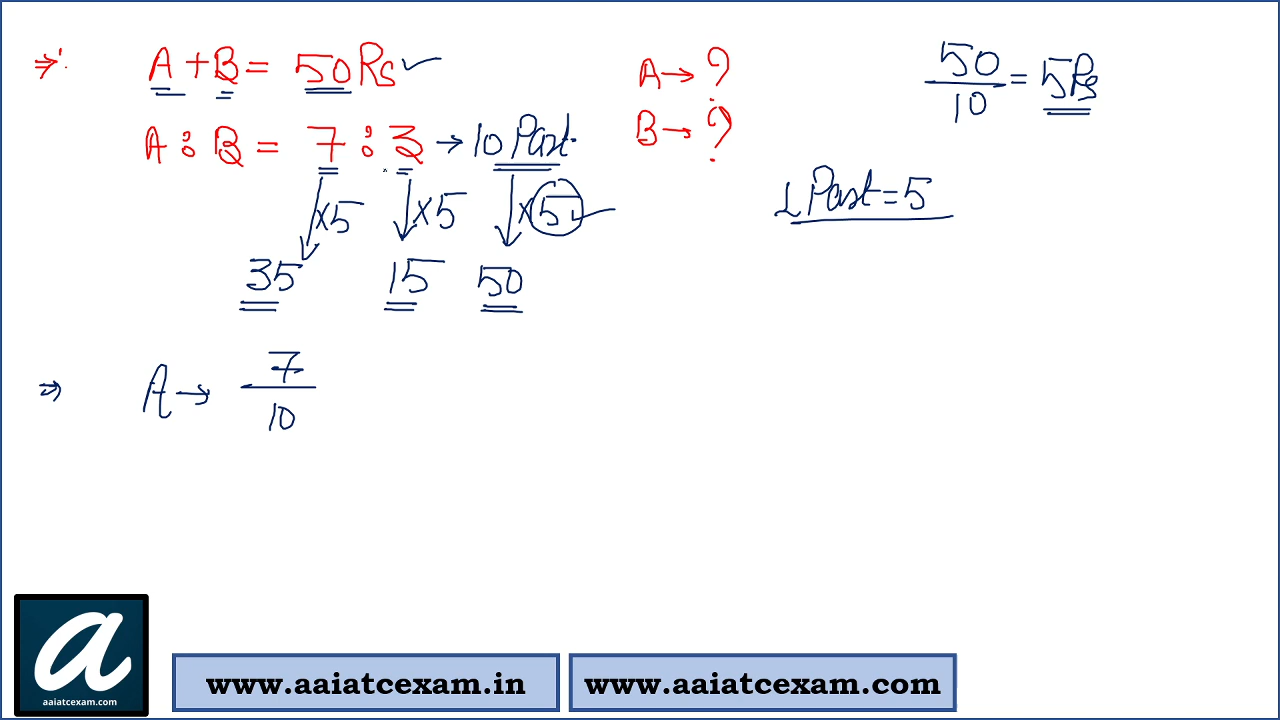 ⇒ A + B = 50 Rs ✓
A : B = 7 : 3 → 10 Part
×5 ×5 ×5
35 15 50
A → ?
B → ?
50/10 = 5 Rs
1 Part = 5
⇒ A → 7/10
a
aaiatcexam.com
www.aaiatcexam.in
www.aaiatcexam.com